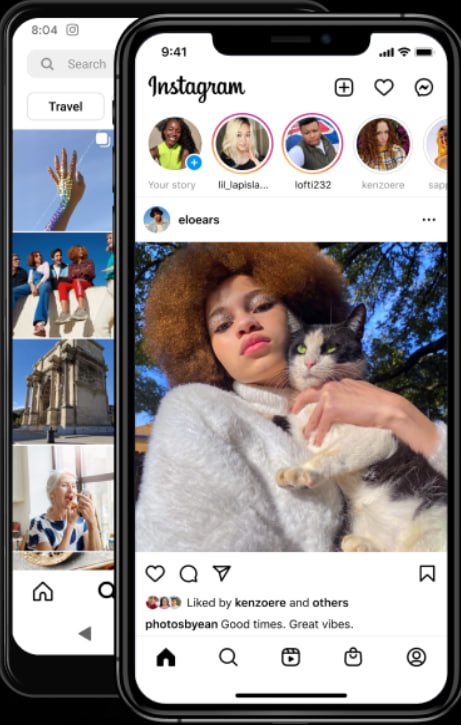 8:04
Search
Travel
9:41
Instagram
Your story
lil_lapisla...
lofti232
kenzoere
sapp
eloears
Liked by kenzoere and others
photosbyean Good times. Great vibes.